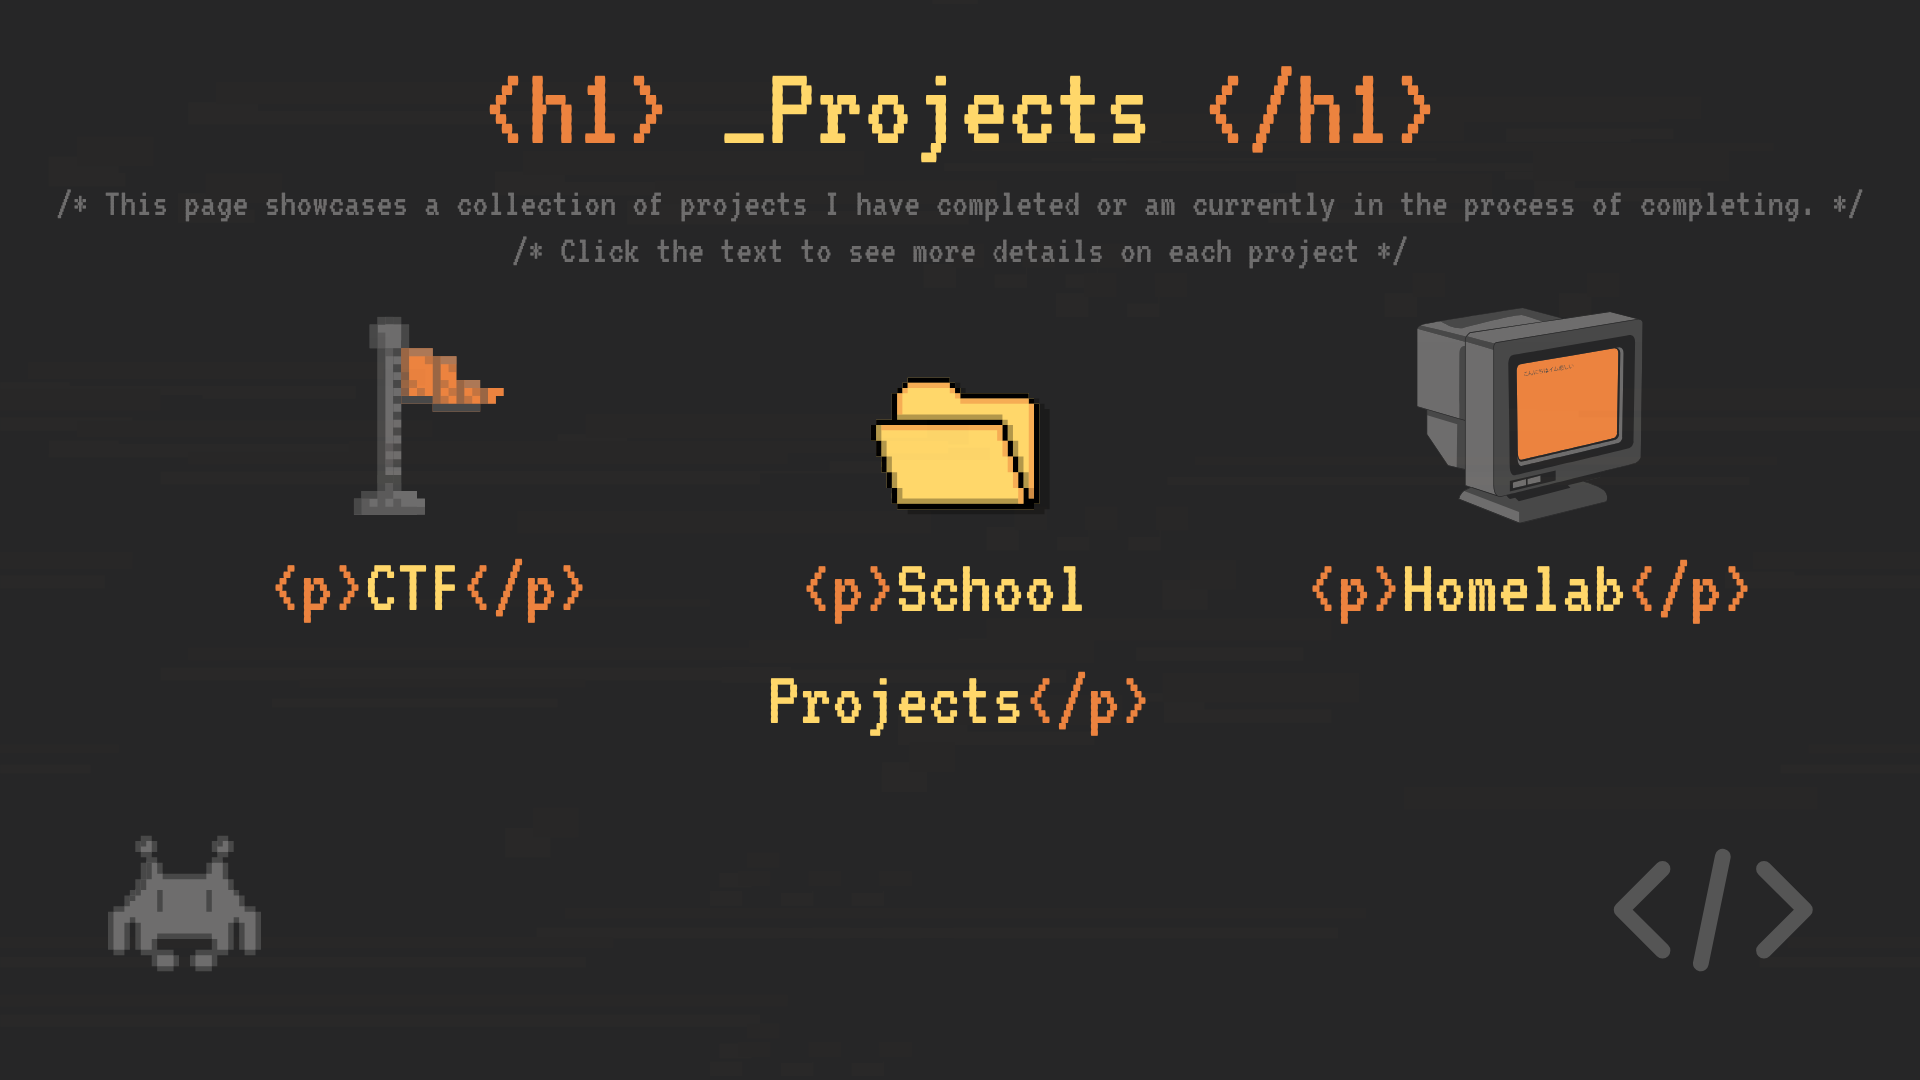 <h1> _Projects </h1>
/* This page showcases a collection of projects I have completed or am currently in the process of completing. */
/* Click the text to see more details on each project */
<p>CTF</p>
<p>School
Projects</p>
<p>Homelab</p>
</>